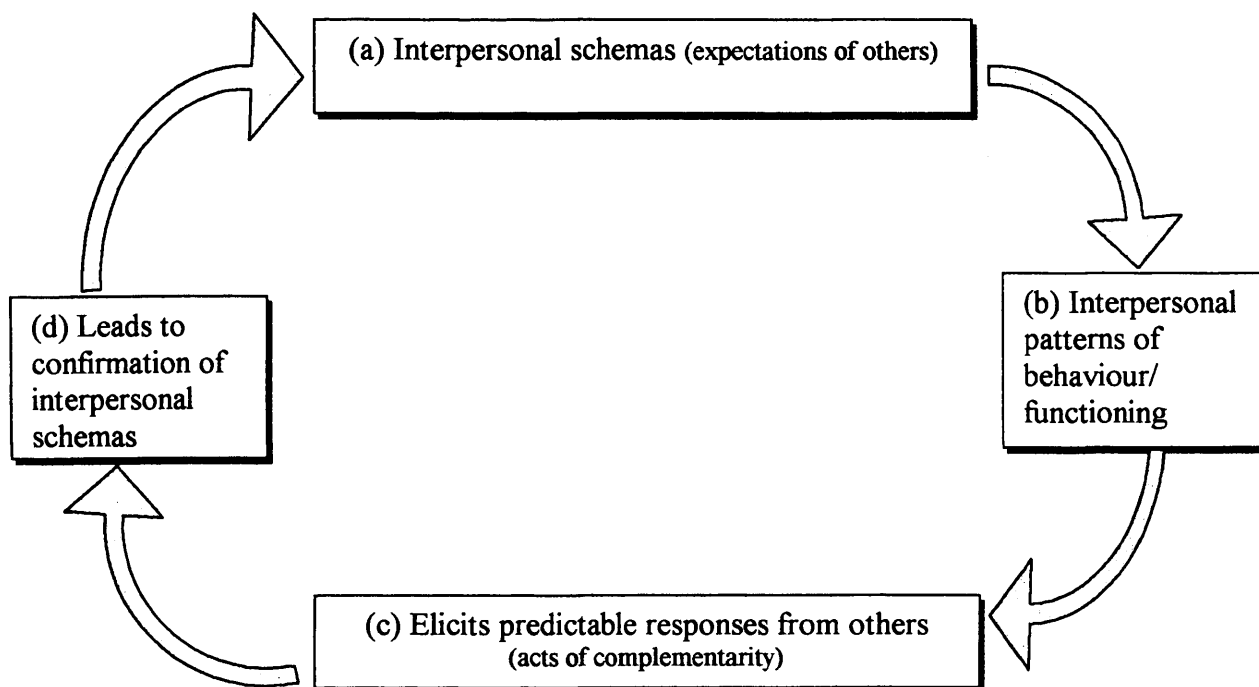 (a) Interpersonal schemas (expectations of others)
(b) Interpersonal
patterns of
behaviour/
functioning
(c) Elicits predictable responses from others
(acts of complementarity)
(d) Leads to
confirmation of
interpersonal
schemas